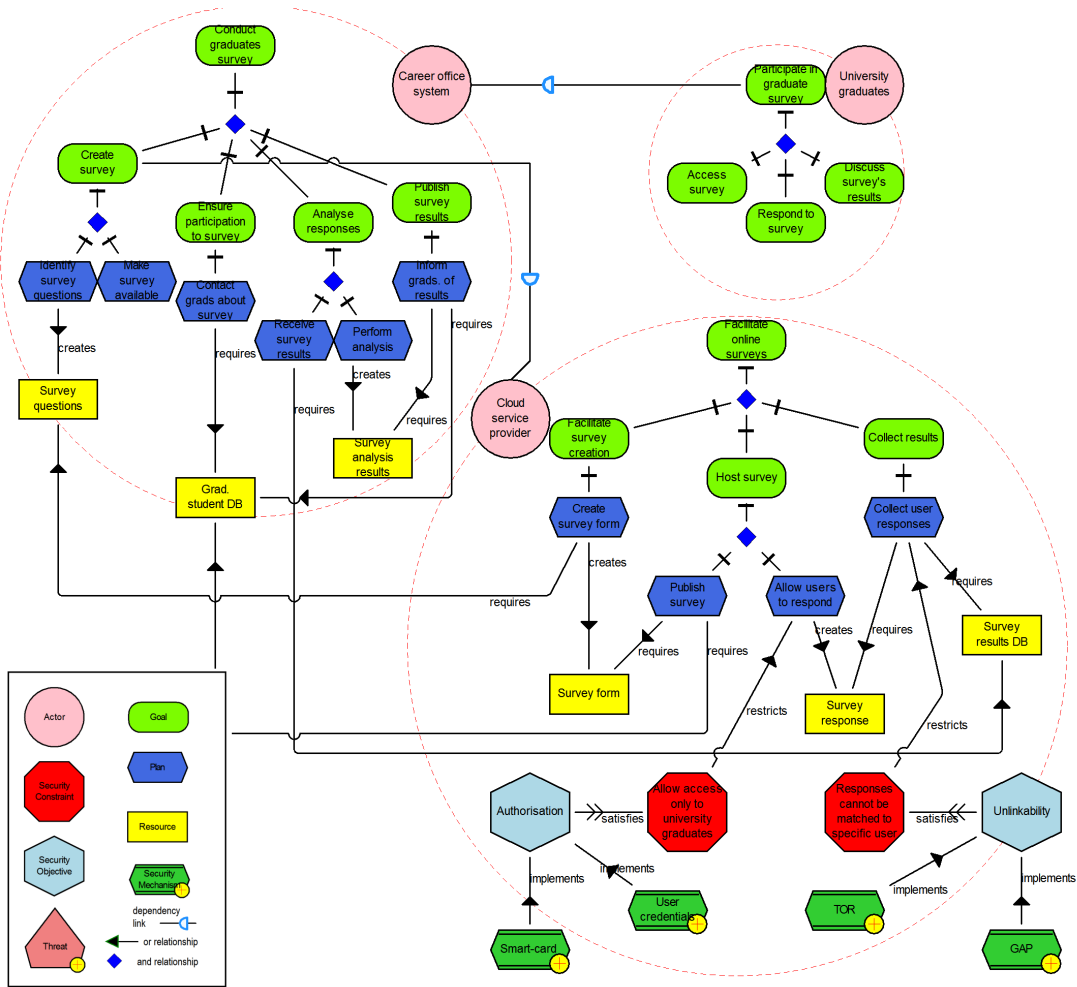 Conduct
graduates
survey
Career office
system
Participate in
graduate
survey
University
graduates
Create
survey
Ensure
participation
to survey
Analyse
responses
Publish
survey
results
Access
survey
Respond to
survey
Discuss
survey's
results
Identify
survey
questions
Make
survey
available
Contact
grads about
survey
Inform
grads. of
results
Receive
survey
results
Perform
analysis
creates
requires
requires
creates
requires
requires
Survey
questions
Survey
analysis
results
Grad.
student DB
Cloud
service
provider
Facilitate
online
surveys
Facilitate
survey
creation
Host survey
Collect results
Create
survey form
Collect user
responses
creates
requires
Publish
survey
Allow users
to respond
requires
requires
requires
creates
requires
Survey
results DB
Survey form
Survey
response
restricts
restricts
Authorisation
satisfies
Allow access
only to
university
graduates
Responses
cannot be
matched to
specific user
satisfies
Unlinkability
implements
implements
implements
implements
User
credentials
TOR
Smart-card
GAP
Actor
Goal
Security
Constraint
Plan
Resource
Security
Objective
Security
Mechanism
Threat
dependency
link
or relationship
and relationship